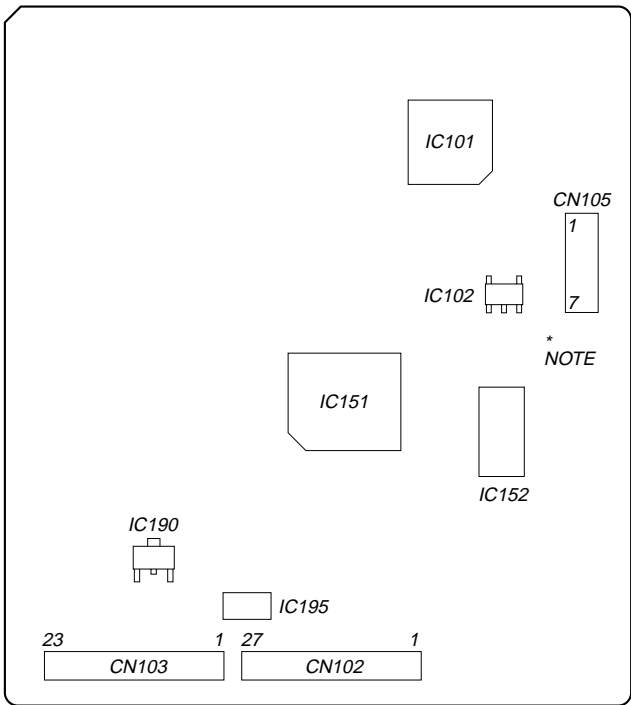 IC101
CN105
1
IC102
7
*
NOTE
IC151
IC152
IC190
IC195
23 1 27 1
CN103 CN102